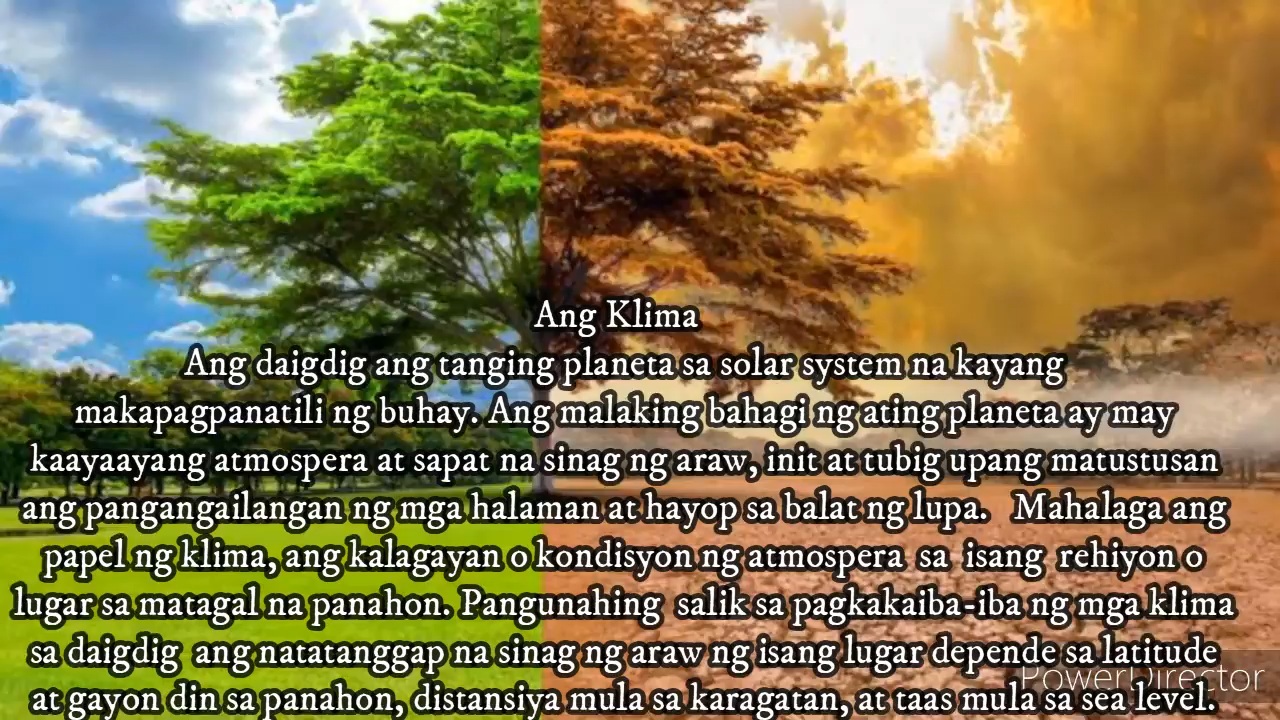 Ang Klima
Ang daigdig ang tanging planeta sa solar system na kayang
makapagpanatili ng buhay. Ang malaking bahagi ng ating planeta ay may
kaayaayang atmospera at sapat na sinag ng araw, init at tubig upang matustusan
ang pangangailangan ng mga halaman at hayop sa balat ng lupa. Mahalaga ang
papel ng klima, ang kalagayan o kondisyon ng atmospera sa isang rehiyon o
lugar sa matagal na panahon. Pangunahing salik sa pagkakaiba-iba ng mga klima
sa daigdig ang natatanggap na sinag ng araw ng isang lugar depende sa latitude
at gayon din sa panahon, distansiya mula sa karagatan, at taas mula sa sea level.
PowerDirector